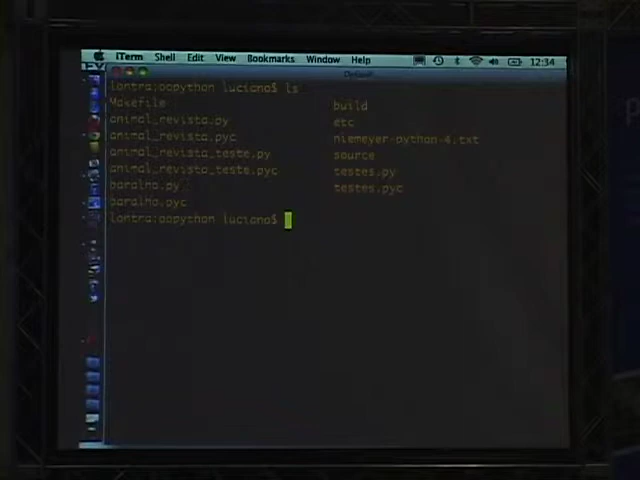 iTerm Shell Edit View Bookmarks Window Help 12:34
Default
lontra:oopython luciano$ ls
Makefile build
animal_revista.py etc
animal_revista.pyc niemeyer-python-4.txt
animal_revista_teste.py source
animal_revista_teste.pyc testes.py
baralho.py testes.pyc
baralho.pyc
lontra:oopython luciano$